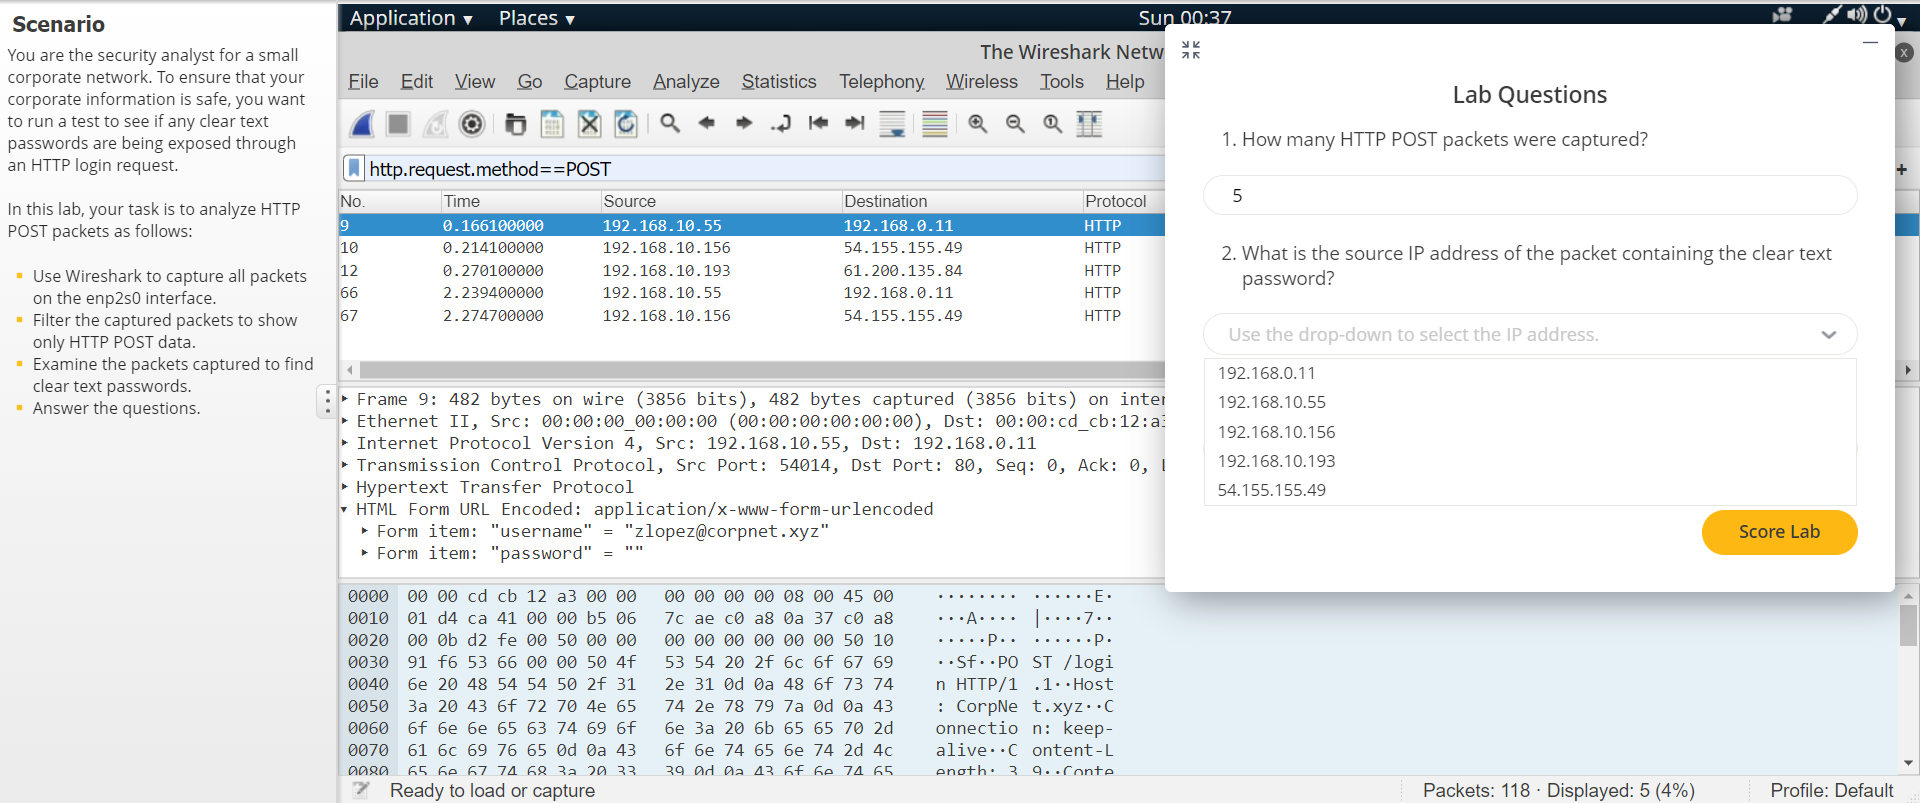 Scenario
You are the security analyst for a small
corporate network. To ensure that your
corporate information is safe, you want
to run a test to see if any clear text
passwords are being exposed through
an HTTP login request.
In this lab, your task is to analyze HTTP
POST packets as follows:
Use Wireshark to capture all packets
on the enp2s0 interface.
Filter the captured packets to show
only HTTP POST data.
Examine the packets captured to find
clear text passwords.
Answer the questions.
Application Places Sun 00:37
The Wireshark Netw
File Edit View Go Capture Analyze Statistics Telephony Wireless Tools Help
http.request.method==POST
No. Time Source Destination Protocol
9 0.166100000 192.168.10.55 192.168.0.11 HTTP
10 0.214100000 192.168.10.156 54.155.155.49 HTTP
12 0.270100000 192.168.10.193 61.200.135.84 HTTP
66 2.239400000 192.168.10.55 192.168.0.11 HTTP
67 2.274700000 192.168.10.156 54.155.155.49 HTTP
Frame 9: 482 bytes on wire (3856 bits), 482 bytes captured (3856 bits) on inter
Ethernet II, Src: 00:00:00_00:00:00 (00:00:00:00:00:00), Dst: 00:00:cd_cb:12:a3
Internet Protocol Version 4, Src: 192.168.10.55, Dst: 192.168.0.11
Transmission Control Protocol, Src Port: 54014, Dst Port: 80, Seq: 0, Ack: 0, L
Hypertext Transfer Protocol
HTML Form URL Encoded: application/x-www-form-urlencoded
Form item: "username" = "zlopez@corpnet.xyz"
Form item: "password" = ""
0000 00 00 cd cb 12 a3 00 00 00 00 00 00 08 00 45 00 ········ ······E·
0010 01 d4 ca 41 00 00 b5 06 7c ae c0 a8 0a 37 c0 a8 ···A···· |····7··
0020 00 0b d2 fe 00 50 00 00 00 00 00 00 00 00 50 10 ·····P·· ······P·
0030 91 f6 53 66 00 00 50 4f 53 54 20 2f 6c 6f 67 69 ··Sf··PO ST /logi
0040 6e 20 48 54 54 50 2f 31 2e 31 0d 0a 48 6f 73 74 n HTTP/1 .1··Host
0050 3a 20 43 6f 72 70 4e 65 74 2e 78 79 7a 0d 0a 43 : CorpNe t.xyz··C
0060 6f 6e 6e 65 63 74 69 6f 6e 3a 20 6b 65 65 70 2d onnectio n: keep-
0070 61 6c 69 76 65 0d 0a 43 6f 6e 74 65 6e 74 2d 4c alive··C ontent-L
0080 65 6e 67 74 68 3a 20 33 39 0d 0a 43 6f 6e 74 65 ength: 3 9··Conte
Ready to load or capture Packets: 118 · Displayed: 5 (4%) Profile: Default
Lab Questions
1. How many HTTP POST packets were captured?
5
2. What is the source IP address of the packet containing the clear text
password?
Use the drop-down to select the IP address.
192.168.0.11
192.168.10.55
192.168.10.156
192.168.10.193
54.155.155.49
Score Lab